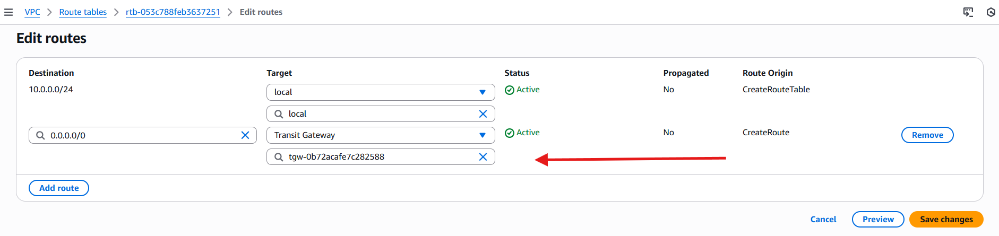 VPC > Route tables > rtb-053c788feb3637251 > Edit routes
Edit routes
Destination Target Status Propagated Route Origin
10.0.0.0/24 local Active No CreateRouteTable
local
0.0.0.0/0 Transit Gateway Active No CreateRoute Remove
tgw-0b72acafe7c282588
Add route
Cancel Preview Save changes